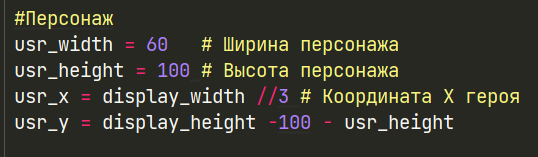 #Персонаж
usr_width = 60   # Ширина персонажа
usr_height = 100 # Высота персонажа
usr_x = display_width //3 # Координата X героя
usr_y = display_height -100 - usr_height